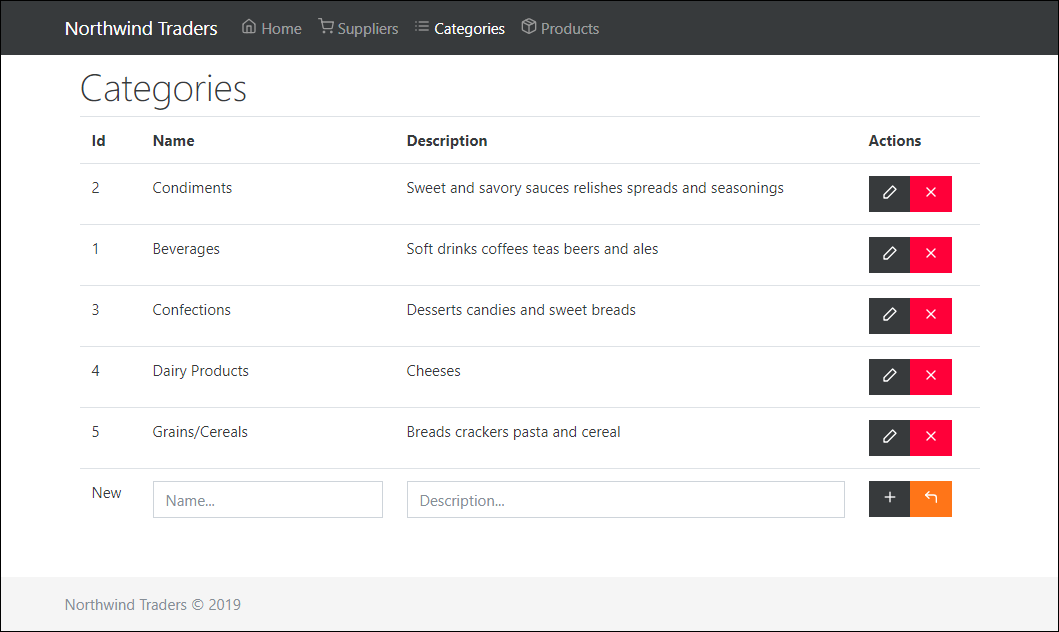 Northwind Traders Home Suppliers Categories Products
Categories
Id Name Description Actions
2 Condiments Sweet and savory sauces relishes spreads and seasonings
1 Beverages Soft drinks coffees teas beers and ales
3 Confections Desserts candies and sweet breads
4 Dairy Products Cheeses
5 Grains/Cereals Breads crackers pasta and cereal
New Name... Description...
Northwind Traders © 2019